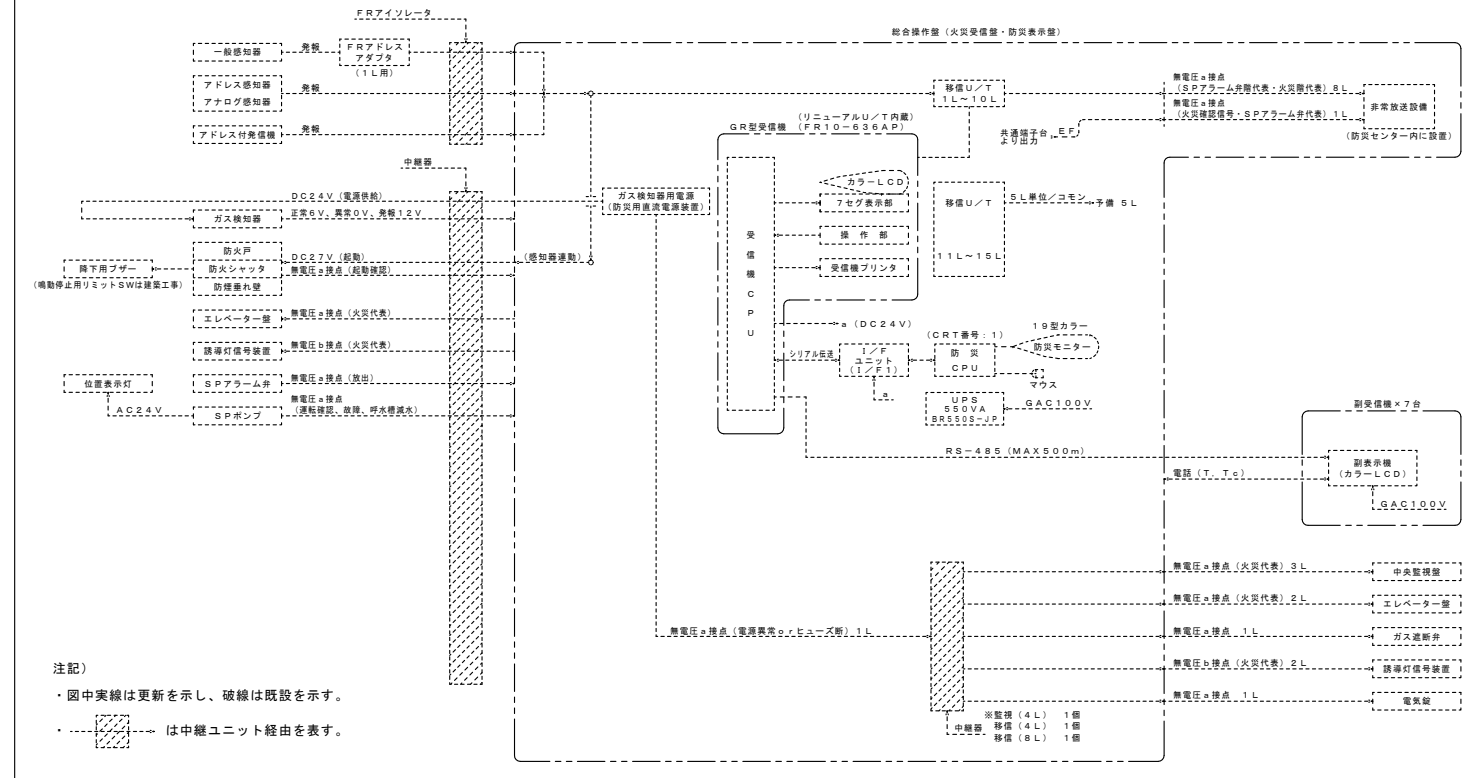 FRアイソレータ
総合操作盤(火災受信盤・防災表示盤)
一般感知器
発報
FRアドレス
アダプタ
(1L用)
アドレス感知器
アナログ感知器
発報
アドレス付発信機
発報
移信U/T
1L~10L
無電圧a接点
(SPアラーム弁階代表・火災階代表)8L
無電圧a接点
(火災確認信号・SPアラーム弁代表)1L
非常放送設備
(防災センター内に設置)
共通端子台
より出力
EF
(リニューアルU/T内蔵)
GR型受信機 (FR10-636AP)
中継器
DC24V(電源供給)
ガス検知器
正常6V、異常0V、発報12V
ガス検知器用電源
(防災用直流電源装置)
カラーLCD
7セグ表示部
操作部
受信機プリンタ
受信機CPU
移信U/T
11L~15L
5L単位/コモン
予備 5L
防火戸
防火シャッタ
防煙垂れ壁
DC27V(起動)
無電圧a接点(起動確認)
(感知器連動)
降下用ブザー
(鳴動停止用リミットSWは建築工事)
エレベーター盤
無電圧a接点(火災代表)
誘導灯信号装置
無電圧b接点(火災代表)
a(DC24V)
シリアル伝送
I/F
ユニット
(I/F1)
a
(CRT番号:1)
防災
CPU
19型カラー
防災モニター
マウス
位置表示灯
AC24V
SPアラーム弁
無電圧a接点(放出)
SPポンプ
無電圧a接点
(運転確認、故障、呼水槽減水)
UPS
550VA
BR550S-JP
GAC100V
副受信機×7台
RS-485(MAX500m)
電話(T,Tc)
副表示機
(カラーLCD)
GAC100V
無電圧a接点(電源異常orヒューズ断)1L
無電圧a接点(火災代表)3L
中央監視盤
無電圧a接点(火災代表)2L
エレベーター盤
無電圧a接点 1L
ガス遮断弁
無電圧b接点(火災代表)2L
誘導灯信号装置
無電圧a接点 1L
電気錠
中継器
※監視(4L) 1個
移信(4L) 1個
移信(8L) 1個
注記)
・図中実線は更新を示し、破線は既設を示す。
・ は中継ユニット経由を表す。